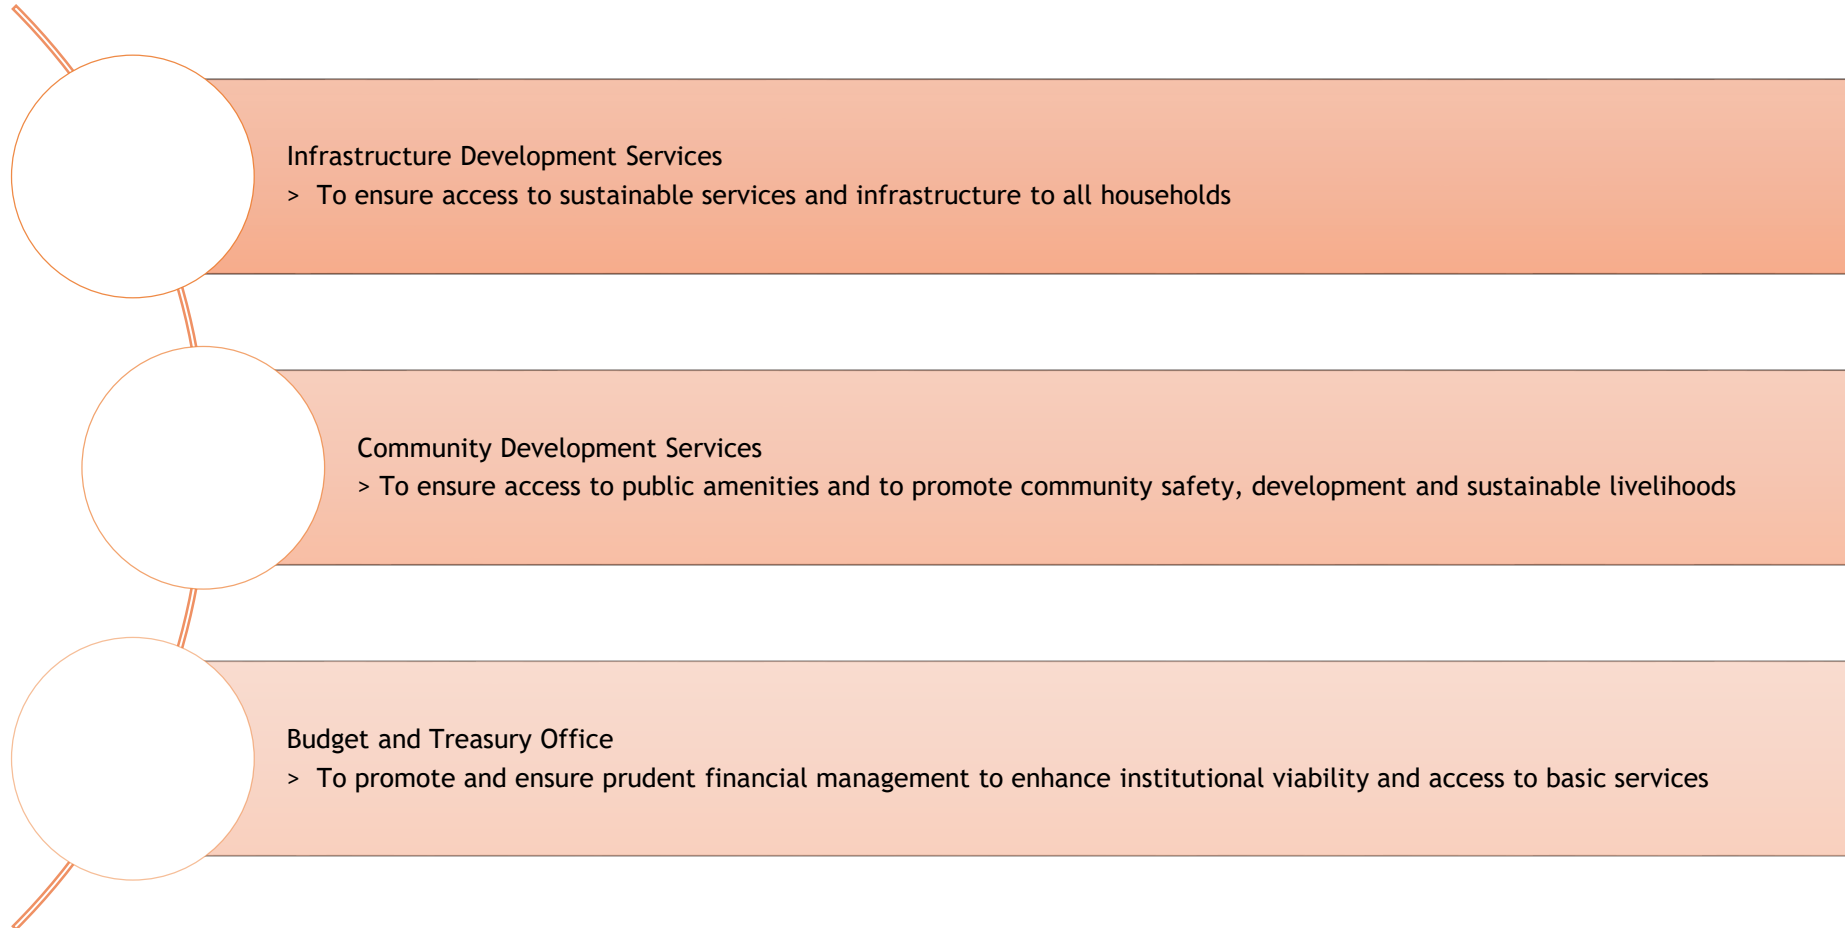 Infrastructure Development Services
> To ensure access to sustainable services and infrastructure to all households
Community Development Services
> To ensure access to public amenities and to promote community safety, development and sustainable livelihoods
Budget and Treasury Office
> To promote and ensure prudent financial management to enhance institutional viability and access to basic services